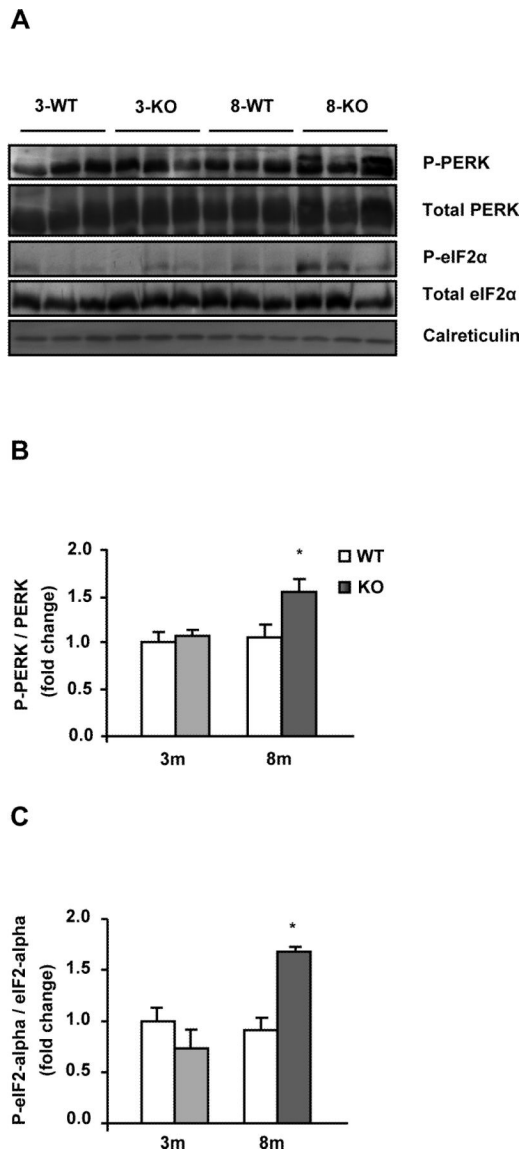 A
3-WT 3-KO 8-WT 8-KO
P-PERK
Total PERK
P-eIF2α
Total eIF2α
Calreticulin
B
P-PERK / PERK
(fold change)
2.0
1.5
1.0
0.5
0.0
*
WT
KO
3m 8m
C
P-eIF2-alpha / eIF2-alpha
(fold change)
2.0
1.5
1.0
0.5
0.0
*
3m 8m